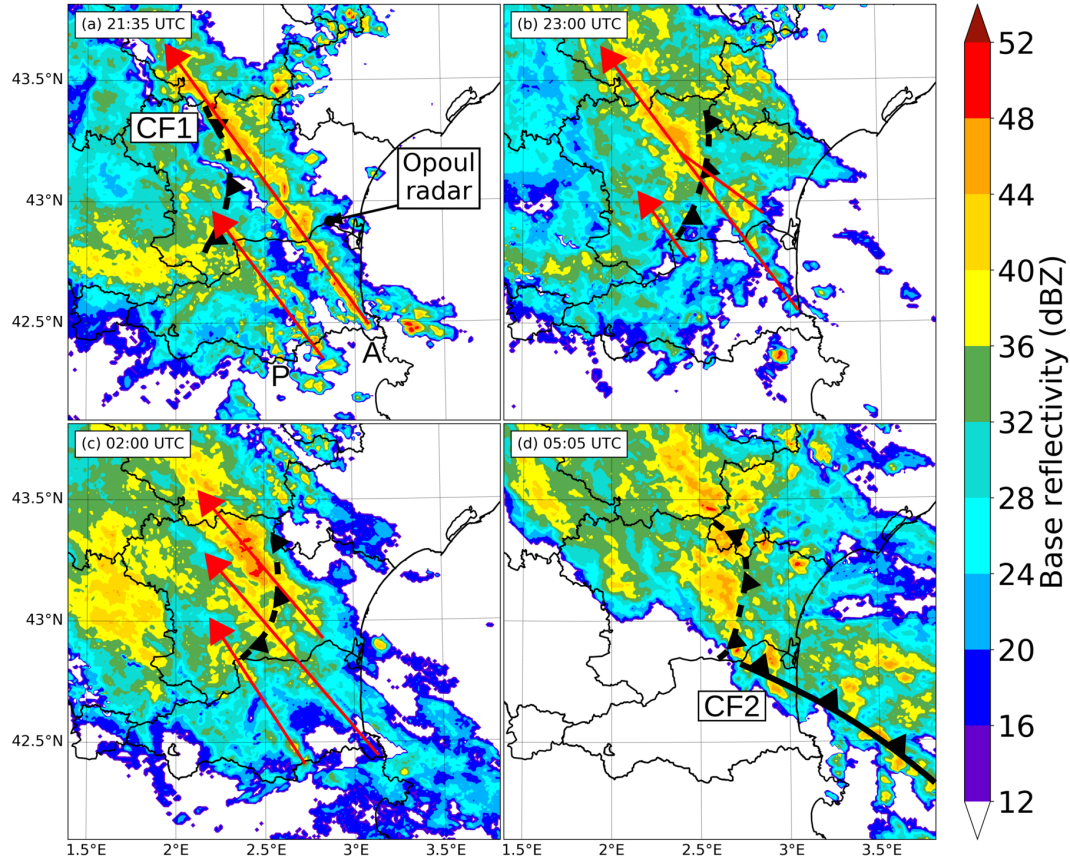 (a) 21:35 UTC
(b) 23:00 UTC
43.5°N
CF1
Opoul
radar
43.0°N
42.5°N
A
P
(c) 02:00 UTC
(d) 05:05 UTC
43.5°N
43.0°N
CF2
42.5°N
1.5°E
2°E
2.5°E
3°E
3.5°E
1.5°E
2°E
2.5°E
3°E
3.5°E
52
48
44
40
36
32
28
24
20
16
12
Base reflectivity (dBZ)